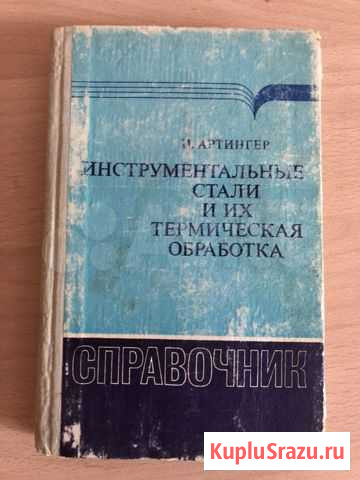 И. АРТИНГЕР
ИНСТРУМЕНТАЛЬНЫЕ
СТАЛИ
И ИХ
ТЕРМИЧЕСКАЯ
ОБРАБОТКА
СПРАВОЧНИК
KupluSrazu.ru